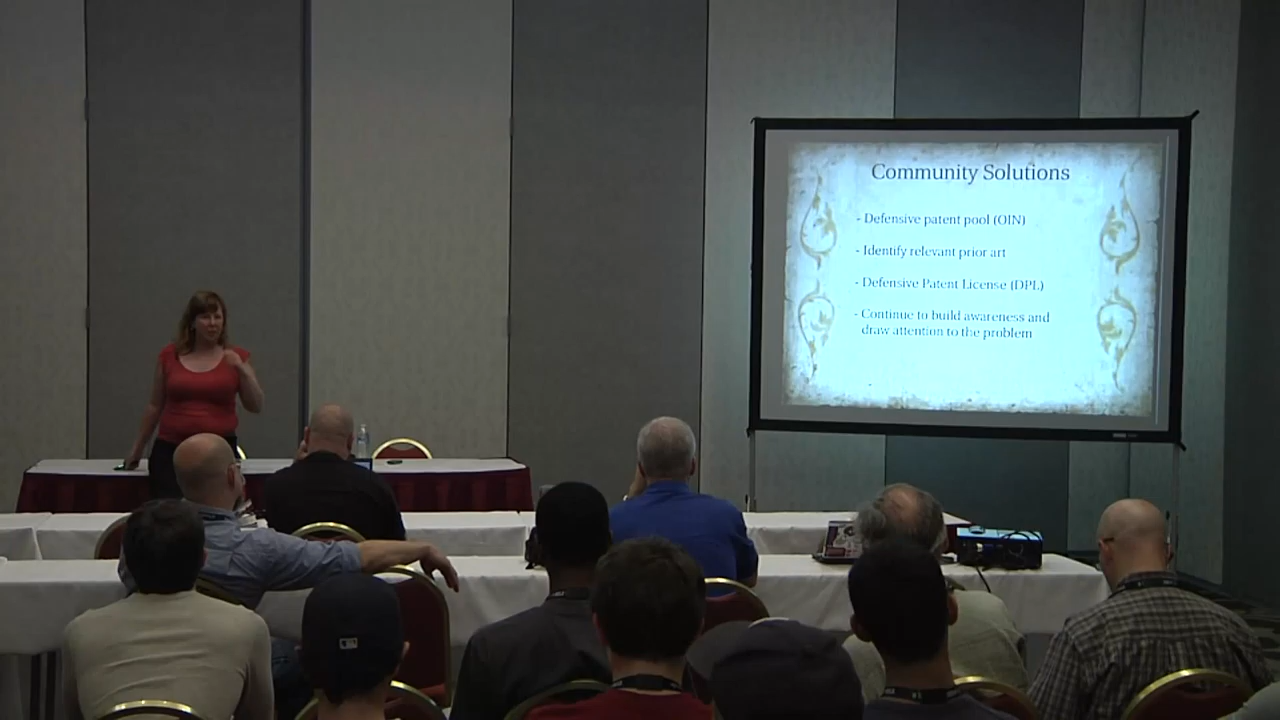 Community Solutions
- Defensive patent pool (OIN)
- Identify relevant prior art
- Defensive Patent License (DPL)
- Continue to build awareness and
draw attention to the problem